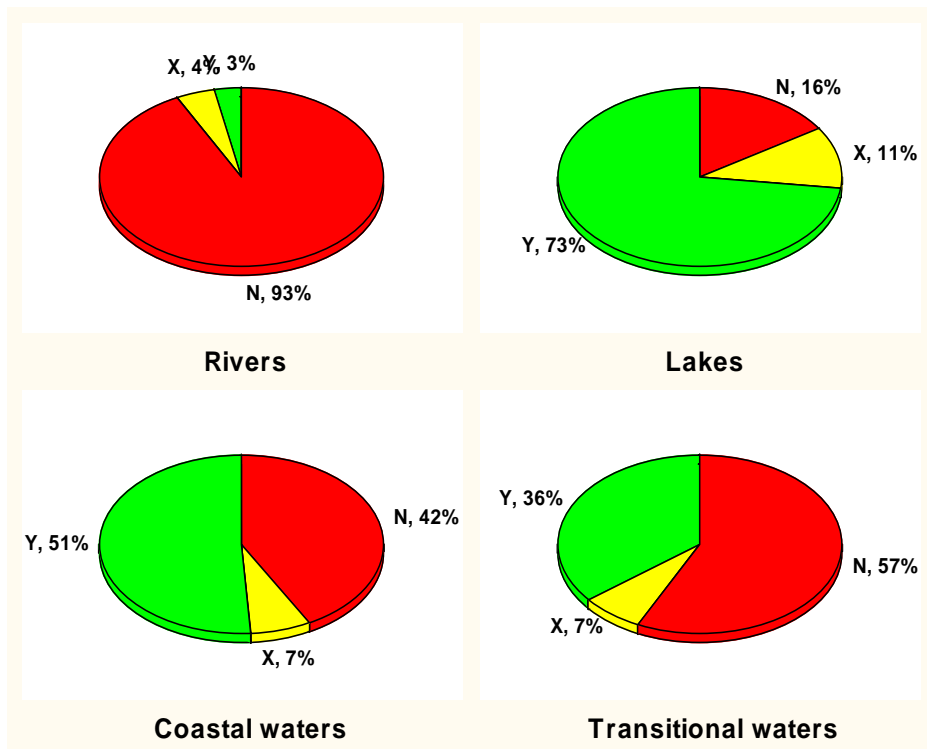 X, 4%
Y, 3%
N, 93%
Rivers
N, 16%
X, 11%
Y, 73%
Lakes
N, 42%
Y, 51%
X, 7%
Coastal waters
Y, 36%
N, 57%
X, 7%
Transitional waters